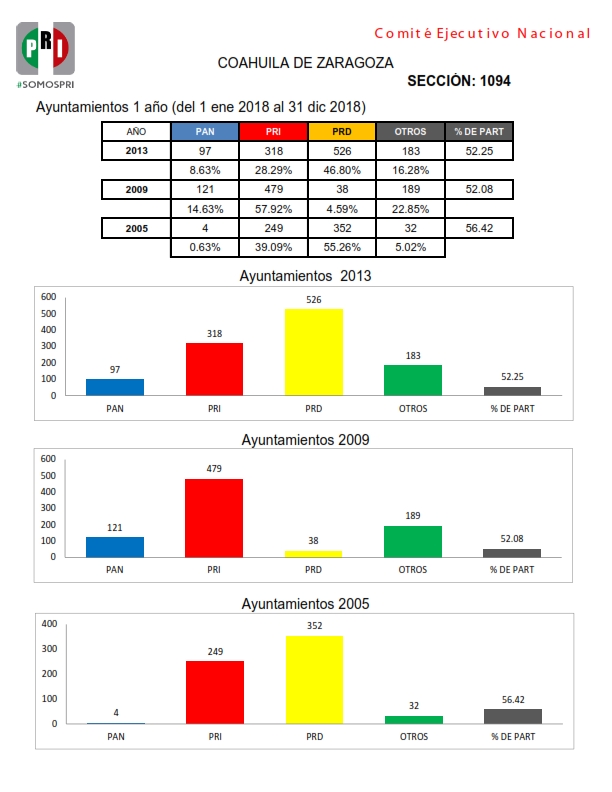 Comité Ejecutivo Nacional
PRI
#SOMOSPRI
COAHUILA DE ZARAGOZA
SECCIÓN: 1094
Ayuntamientos 1 año (del 1 ene 2018 al 31 dic 2018)
AÑO PAN PRI PRD OTROS % DE PART
2013 97 318 526 183 52.25
8.63% 28.29% 46.80% 16.28%
2009 121 479 38 189 52.08
14.63% 57.92% 4.59% 22.85%
2005 4 249 352 32 56.42
0.63% 39.09% 55.26% 5.02%
Ayuntamientos 2013
600
500
400
300
200
100
0
97 318 526 183 52.25
PAN PRI PRD OTROS % DE PART
Ayuntamientos 2009
600
500
400
300
200
100
0
121 479 38 189 52.08
PAN PRI PRD OTROS % DE PART
Ayuntamientos 2005
400
300
200
100
0
4 249 352 32 56.42
PAN PRI PRD OTROS % DE PART